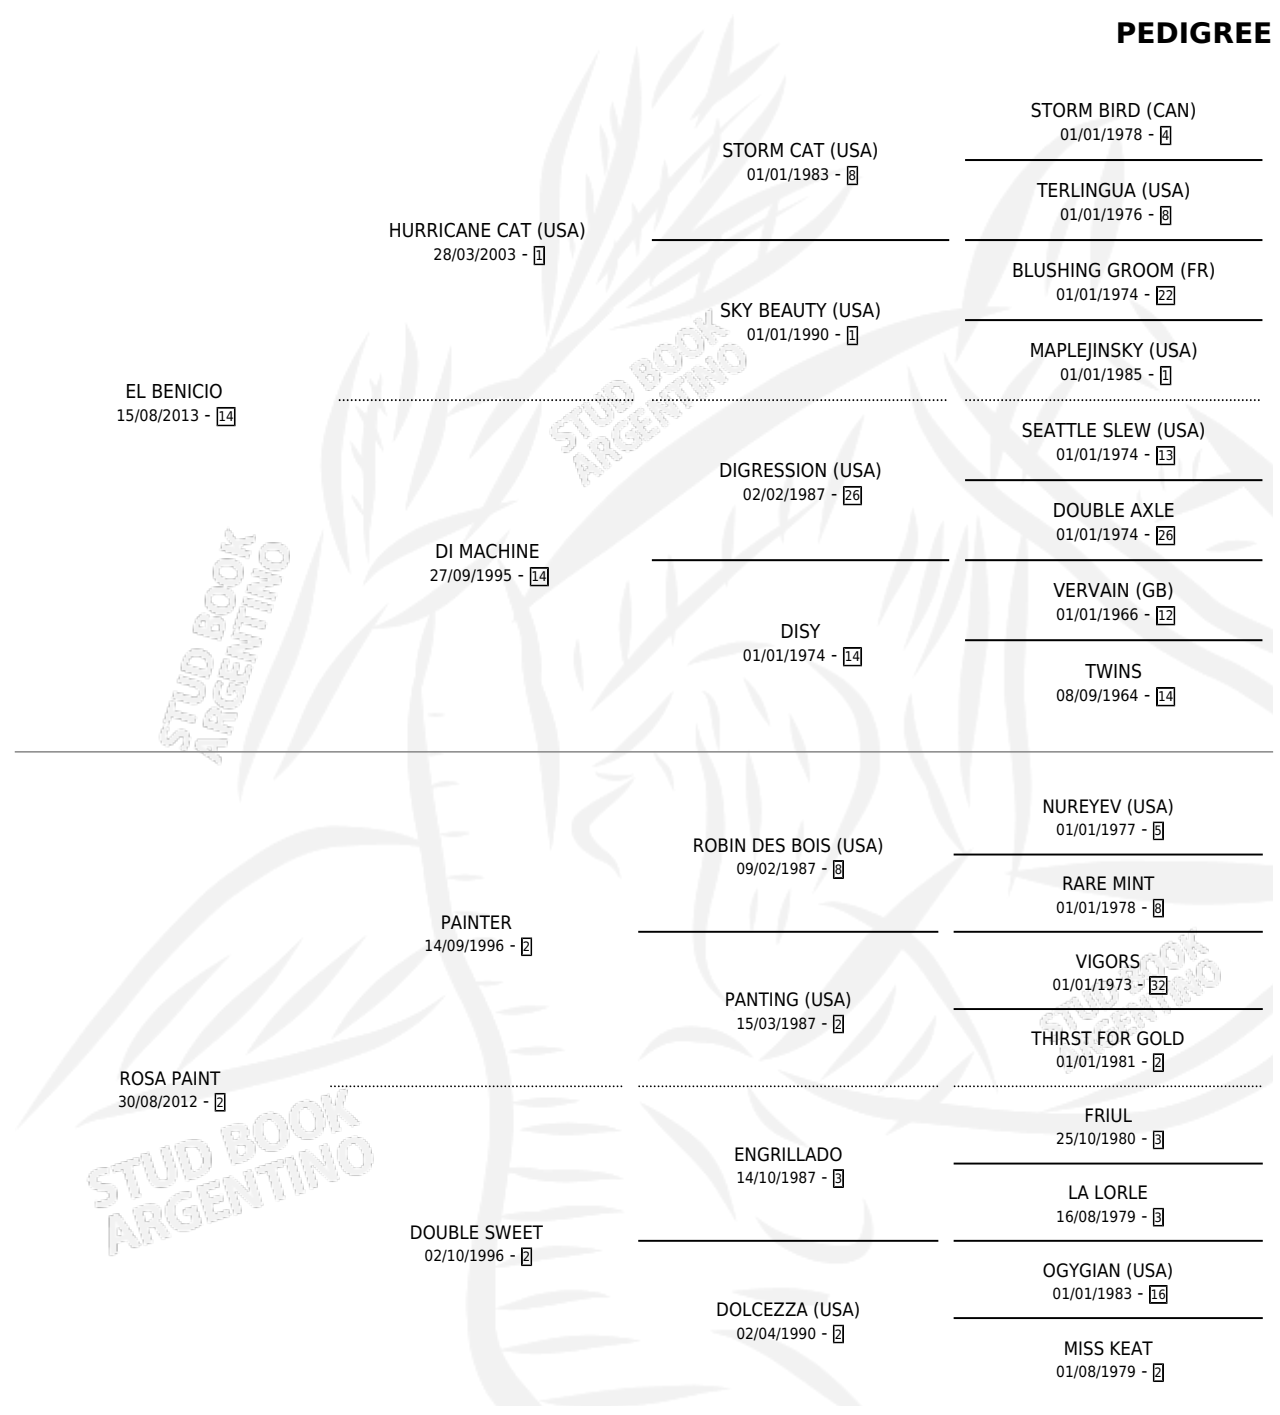 PEDIGREE
STORM BIRD (CAN)
01/01/1978 - 4
STORM CAT (USA)
01/01/1983 - 8
TERLINGUA (USA)
01/01/1976 - 8
HURRICANE CAT (USA)
28/03/2003 - 1
BLUSHING GROOM (FR)
01/01/1974 - 22
SKY BEAUTY (USA)
01/01/1990 - 1
MAPLEJINSKY (USA)
01/01/1985 - 1
EL BENICIO
15/08/2013 - 14
STUD BOOK
ARGENTINO
SEATTLE SLEW (USA)
01/01/1974 - 13
DIGRESSION (USA)
02/02/1987 - 26
DOUBLE AXLE
01/01/1974 - 26
DI MACHINE
27/09/1995 - 14
VERVAIN (GB)
01/01/1966 - 12
DISY
01/01/1974 - 14
TWINS
08/09/1964 - 14
STUD BOOK
ARGENTINO
NUREYEV (USA)
01/01/1977 - 5
ROBIN DES BOIS (USA)
09/02/1987 - 8
RARE MINT
01/01/1978 - 8
PAINTER
14/09/1996 - 2
VIGORS
01/01/1973 - 32
PANTING (USA)
15/03/1987 - 2
THIRST FOR GOLD
01/01/1981 - 2
STUD BOOK
ARGENTINO
ROSA PAINT
30/08/2012 - 2
FRIUL
25/10/1980 - 3
ENGRILLADO
14/10/1987 - 3
LA LORLE
16/08/1979 - 3
STUD BOOK
ARGENTINO
DOUBLE SWEET
02/10/1996 - 2
OGYGIAN (USA)
01/01/1983 - 16
DOLCEZZA (USA)
02/04/1990 - 2
MISS KEAT
01/08/1979 - 2